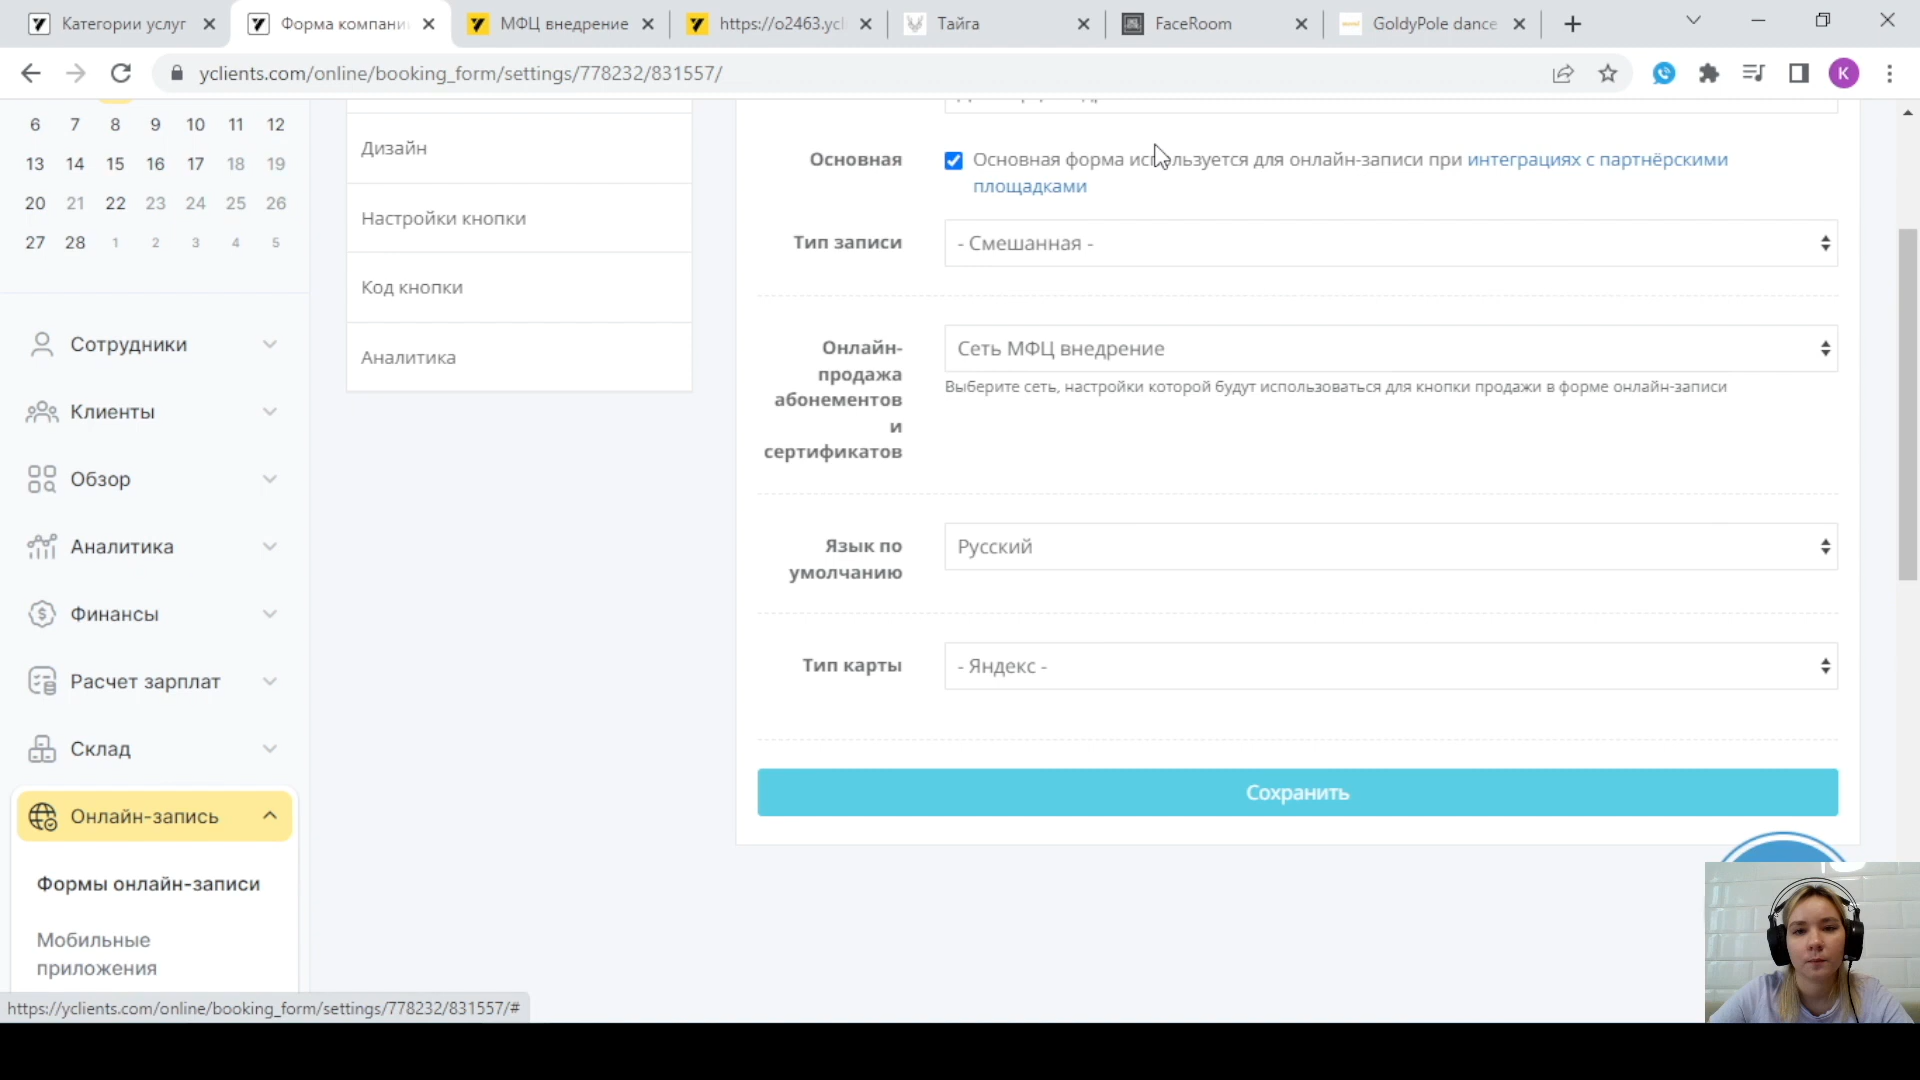 Категории услуг
Форма компани
МФЦ внедрение
https://o2463.ycl
Тайга
FaceRoom
GoldyPole dance
yclients.com/online/booking_form/settings/778232/831557/
K
6 7 8 9 10 11 12
13 14 15 16 17 18 19
20 21 22 23 24 25 26
27 28 1 2 3 4 5
Сотрудники
Клиенты
Обзор
Аналитика
Финансы
Расчет зарплат
Склад
Онлайн-запись
Формы онлайн-записи
Мобильные
приложения
https://yclients.com/online/booking_form/settings/778232/831557/#
Дизайн
Настройки кнопки
Код кнопки
Аналитика
Основная
Основная форма используется для онлайн-записи при интеграциях с партнёрскими
площадками
Тип записи
- Смешанная -
Онлайн-
продажа
абонементов
и
сертификатов
Сеть МФЦ внедрение
Выберите сеть, настройки которой будут использоваться для кнопки продажи в форме онлайн-записи
Язык по
умолчанию
Русский
Тип карты
- Яндекс -
Сохранить